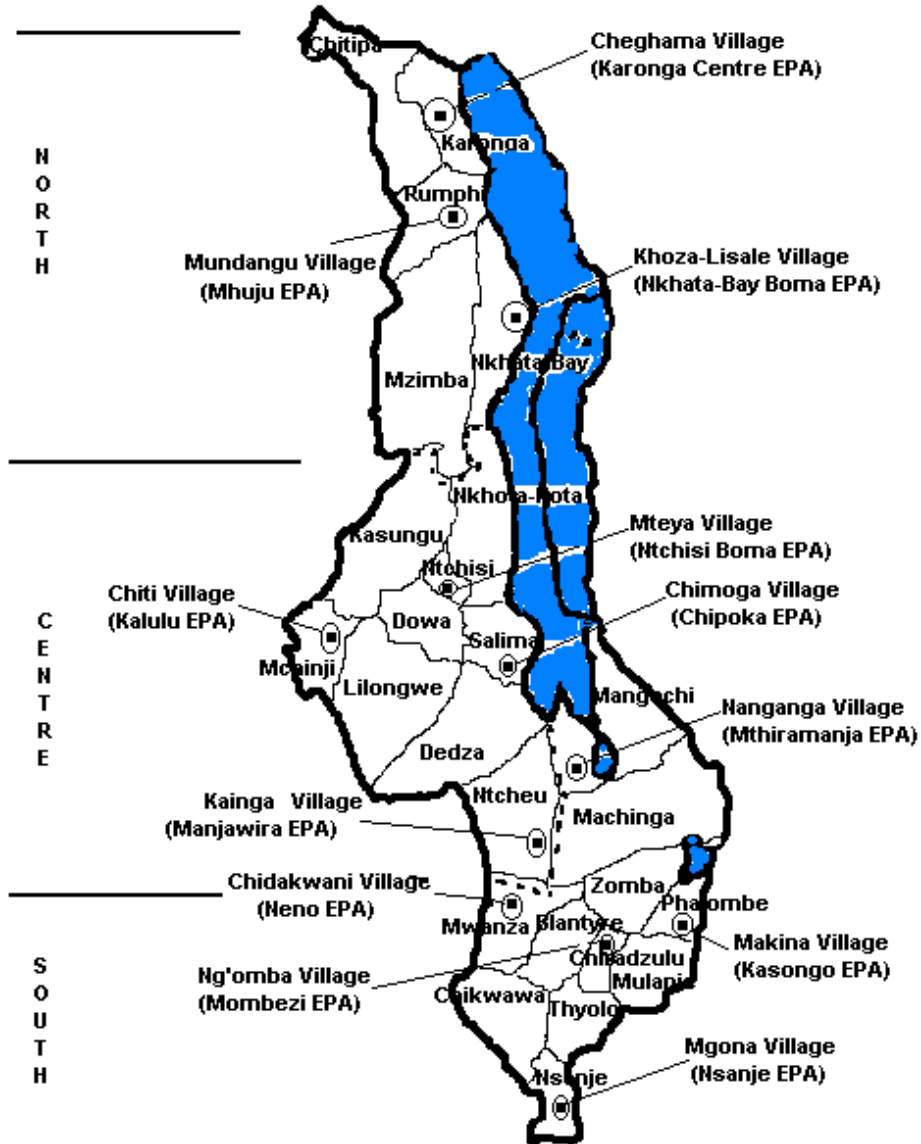 Chitipa
Cheghama Village
(Karonga Centre EPA)
Karonga
NORTH
Rumphi
Mundangu Village
(Mhuju EPA)
Khoza-Lisale Village
(Nkhata-Bay Boma EPA)
Nkhata Bay
Mzimba
Nkhota-Kota
Kasungu
Mteya Village
(Ntchisi Boma EPA)
Ntchisi
Chiti Village
(Kalulu EPA)
Chimoga Village
(Chipoka EPA)
CENTRE
Dowa
Salima
Mchinji
Lilongwe
Mangochi
Nanganga Village
(Mthiramanja EPA)
Dedza
Ntcheu
Kainga Village
(Manjawira EPA)
Machinga
Chidakwani Village
(Neno EPA)
Zomba
Phalombe
Mwanza
Blantyre
Makina Village
(Kasongo EPA)
SOUTH
Chiradzulu
Ng'omba Village
(Mombezi EPA)
Mulanje
Chikwawa
Thyolo
Mgona Village
(Nsanje EPA)
Nsanje